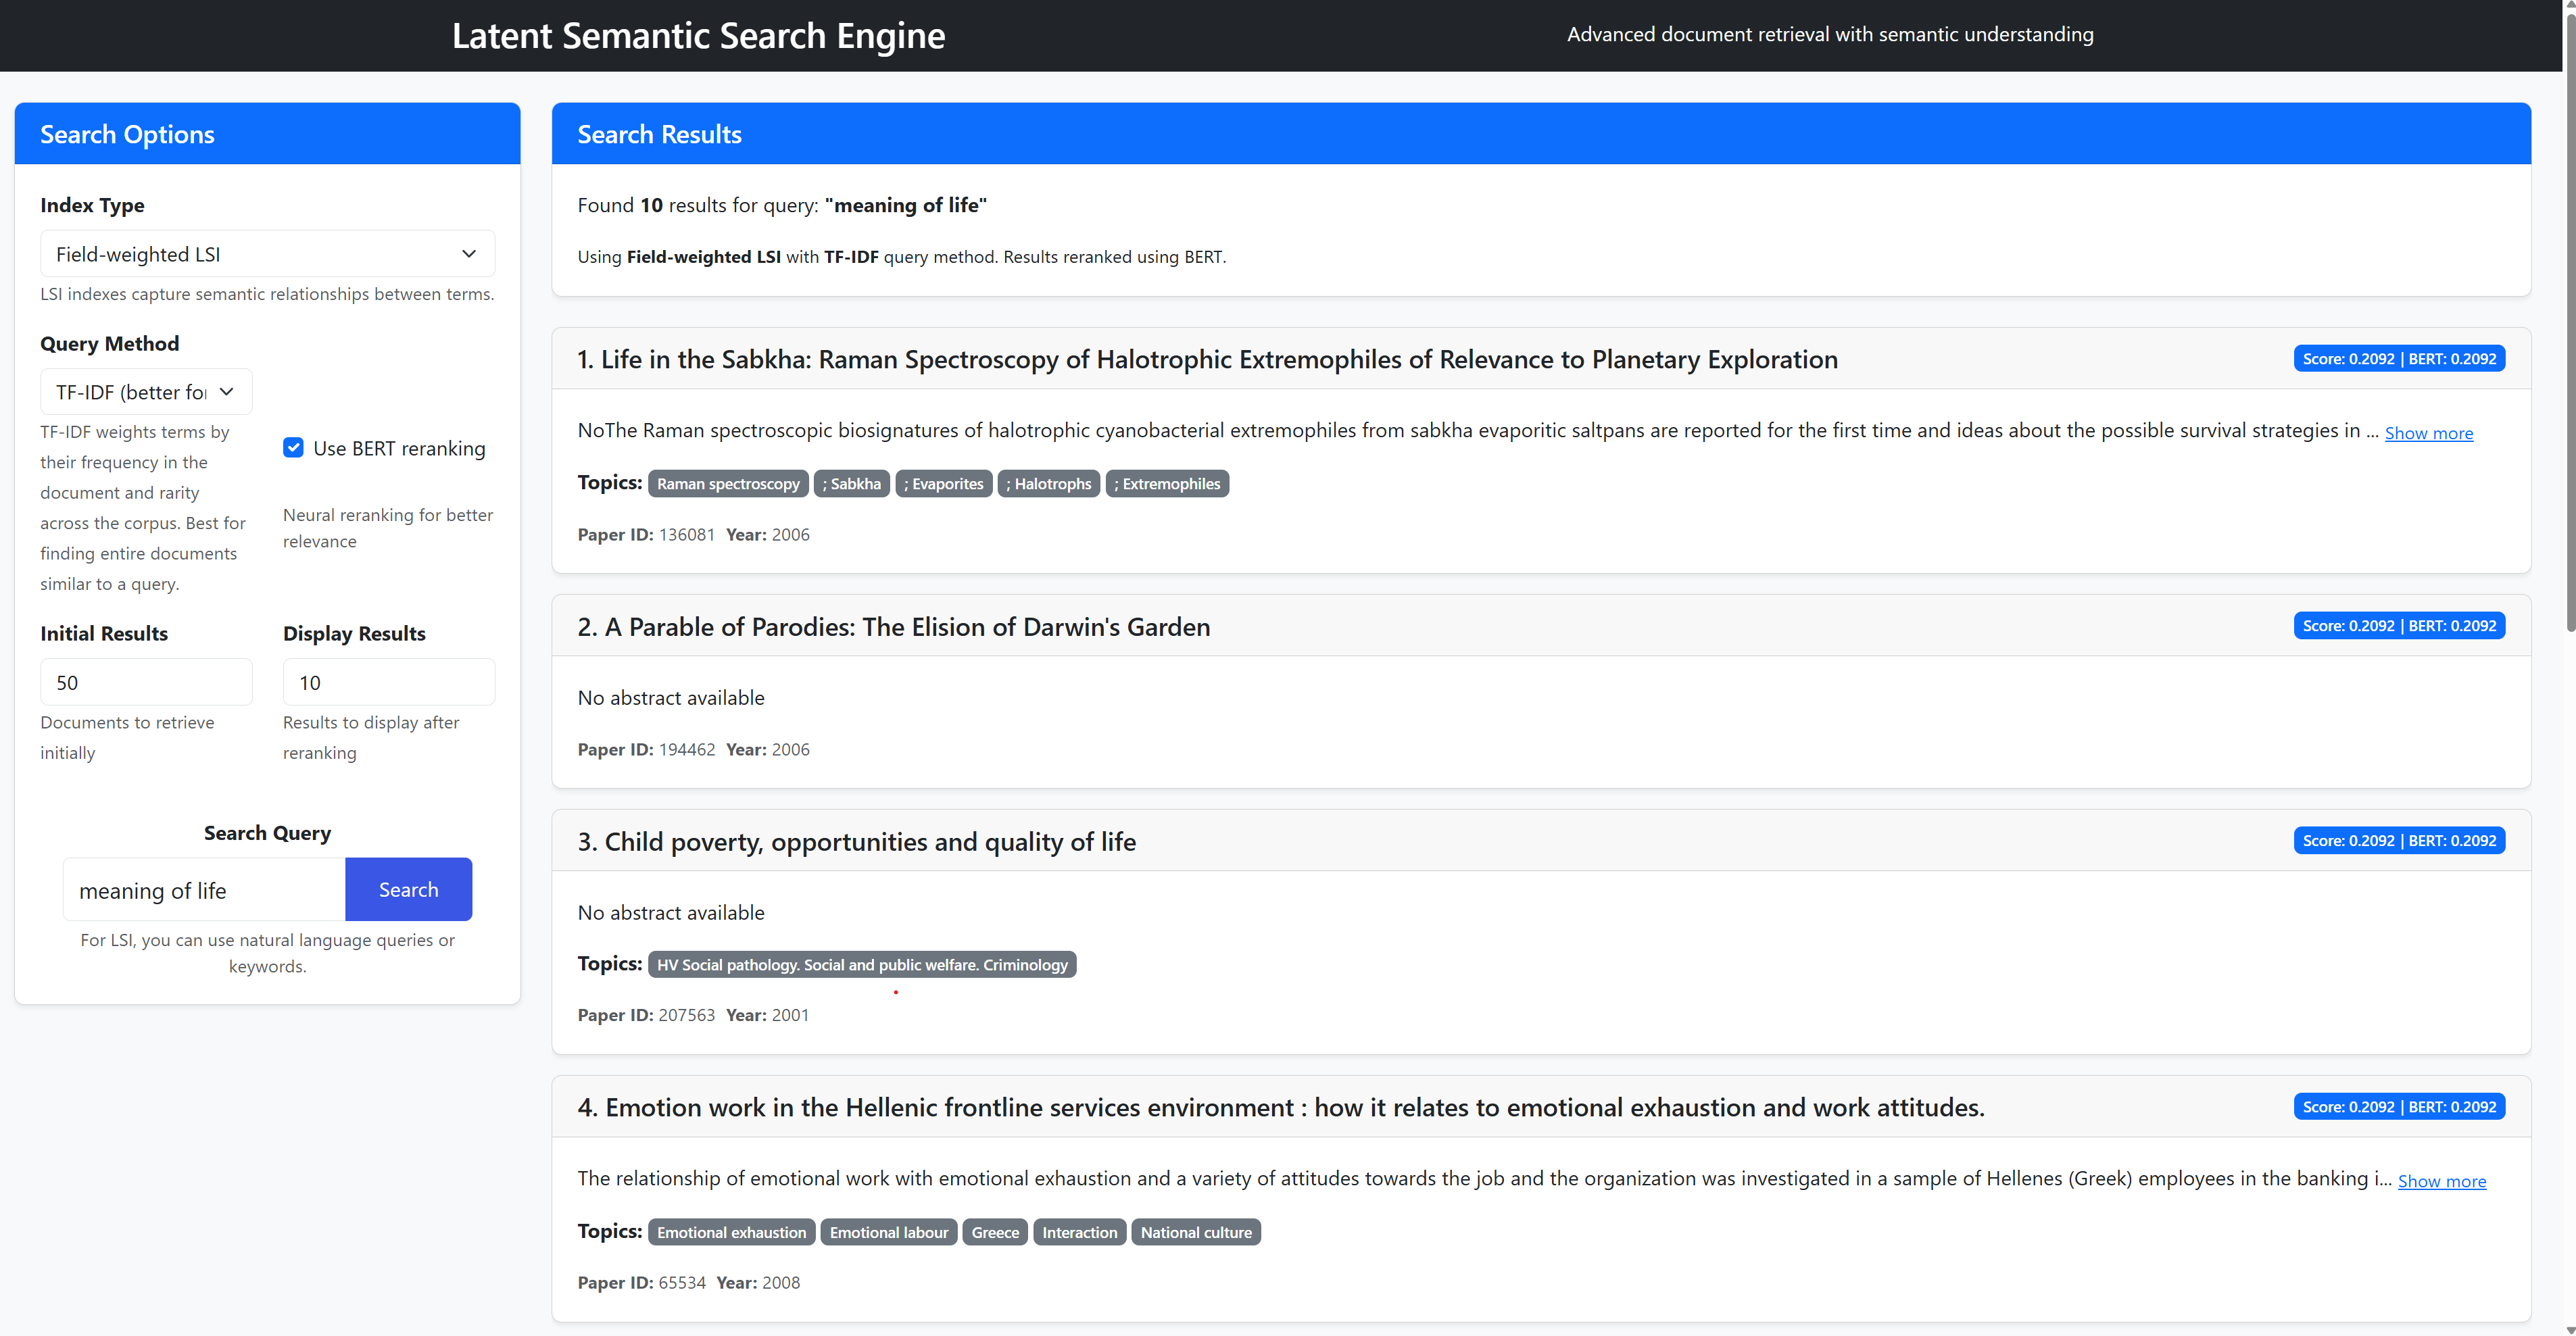 Latent Semantic Search Engine
Advanced document retrieval with semantic understanding
Search Options
Index Type
Field-weighted LSI
LSI indexes capture semantic relationships between terms.
Query Method
TF-IDF (better for
TF-IDF weights terms by
their frequency in the
document and rarity
across the corpus. Best for
finding entire documents
similar to a query.
Use BERT reranking
Neural reranking for better
relevance
Initial Results
50
Documents to retrieve
initially
Display Results
10
Results to display after
reranking
Search Query
meaning of life
Search
For LSI, you can use natural language queries or
keywords.
Search Results
Found 10 results for query: "meaning of life"
Using Field-weighted LSI with TF-IDF query method. Results reranked using BERT.
1. Life in the Sabkha: Raman Spectroscopy of Halotrophic Extremophiles of Relevance to Planetary Exploration
Score: 0.2092 | BERT: 0.2092
NoThe Raman spectroscopic biosignatures of halotrophic cyanobacterial extremophiles from sabkha evaporitic saltpans are reported for the first time and ideas about the possible survival strategies in ... Show more
Topics: Raman spectroscopy ; Sabkha ; Evaporites ; Halotrophs ; Extremophiles
Paper ID: 136081 Year: 2006
2. A Parable of Parodies: The Elision of Darwin's Garden
Score: 0.2092 | BERT: 0.2092
No abstract available
Paper ID: 194462 Year: 2006
3. Child poverty, opportunities and quality of life
Score: 0.2092 | BERT: 0.2092
No abstract available
Topics: HV Social pathology. Social and public welfare. Criminology
Paper ID: 207563 Year: 2001
4. Emotion work in the Hellenic frontline services environment : how it relates to emotional exhaustion and work attitudes.
Score: 0.2092 | BERT: 0.2092
The relationship of emotional work with emotional exhaustion and a variety of attitudes towards the job and the organization was investigated in a sample of Hellenes (Greek) employees in the banking i... Show more
Topics: Emotional exhaustion Emotional labour Greece Interaction National culture
Paper ID: 65534 Year: 2008